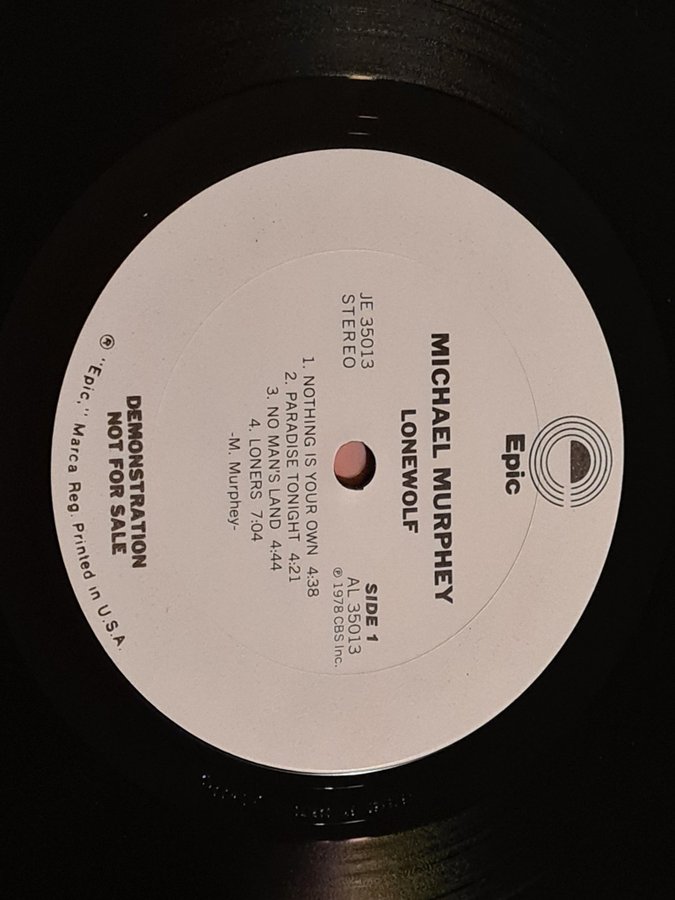 Epic
MICHAEL MURPHEY
LONEWOLF
JE 35013
STEREO
SIDE 1
AL 35013
℗ 1978 CBS Inc.
1. NOTHING IS YOUR OWN 4:38
2. PARADISE TONIGHT 4:21
3. NO MAN'S LAND 4:44
4. LONERS 7:04
-M. Murphey-
DEMONSTRATION
NOT FOR SALE
® "Epic," Marca Reg. Printed in U.S.A.